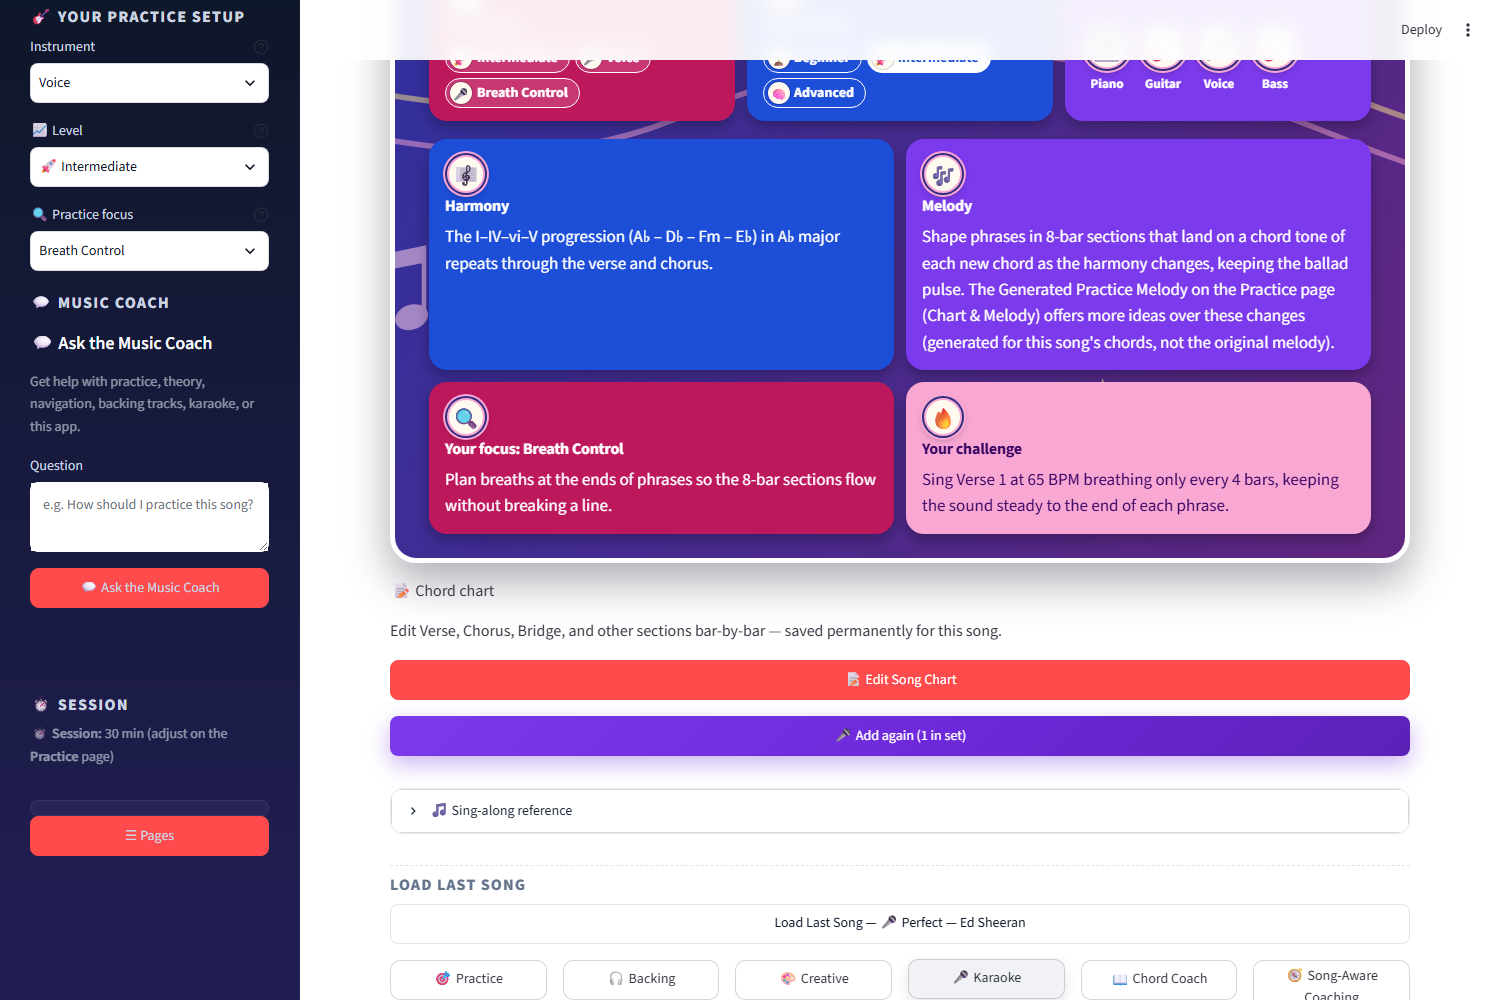 YOUR PRACTICE SETUP
Instrument
Voice
Level
Intermediate
Practice focus
Breath Control
MUSIC COACH
Ask the Music Coach
Get help with practice, theory,
navigation, backing tracks, karaoke, or
this app.
Question
e.g. How should I practice this song?
Ask the Music Coach
SESSION
Session: 30 min (adjust on the
Practice page)
☰ Pages
Deploy
Intermediate
Voice
Breath Control
Beginner
Intermediate
Advanced
Piano
Guitar
Voice
Bass
Harmony
The I–IV–vi–V progression (A♭ – D♭ – Fm – E♭) in A♭ major
repeats through the verse and chorus.
Melody
Shape phrases in 8-bar sections that land on a chord tone of
each new chord as the harmony changes, keeping the ballad
pulse. The Generated Practice Melody on the Practice page
(Chart & Melody) offers more ideas over these changes
(generated for this song's chords, not the original melody).
Your focus: Breath Control
Plan breaths at the ends of phrases so the 8-bar sections flow
without breaking a line.
Your challenge
Sing Verse 1 at 65 BPM breathing only every 4 bars, keeping
the sound steady to the end of each phrase.
Chord chart
Edit Verse, Chorus, Bridge, and other sections bar-by-bar — saved permanently for this song.
Edit Song Chart
Add again (1 in set)
Sing-along reference
LOAD LAST SONG
Load Last Song — 🎤 Perfect — Ed Sheeran
Practice
Backing
Creative
Karaoke
Chord Coach
Song-Aware
Coaching